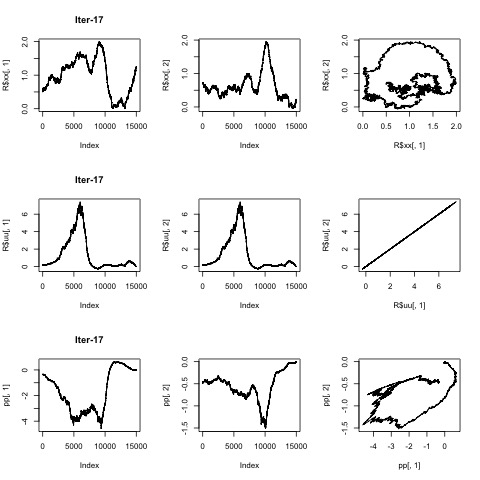 Iter-17
R$xx[, 1]
0.0 1.0 2.0
0 5000 10000 15000
Index
R$xx[, 2]
0.0 1.0 2.0
0 5000 10000 15000
Index
R$xx[, 2]
0.0 1.0 2.0
0.0 0.5 1.0 1.5 2.0
R$xx[, 1]
Iter-17
R$uu[, 1]
0 2 4 6
0 5000 10000 15000
Index
R$uu[, 2]
0 2 4 6
0 5000 10000 15000
Index
R$uu[, 2]
0 2 4 6
0 2 4 6
R$uu[, 1]
Iter-17
pp[, 1]
-4 -2 0
0 5000 10000 15000
Index
pp[, 2]
-1.5 -1.0 -0.5 0.0
0 5000 10000 15000
Index
pp[, 2]
-1.5 -1.0 -0.5 0.0
-4 -3 -2 -1 0
pp[, 1]